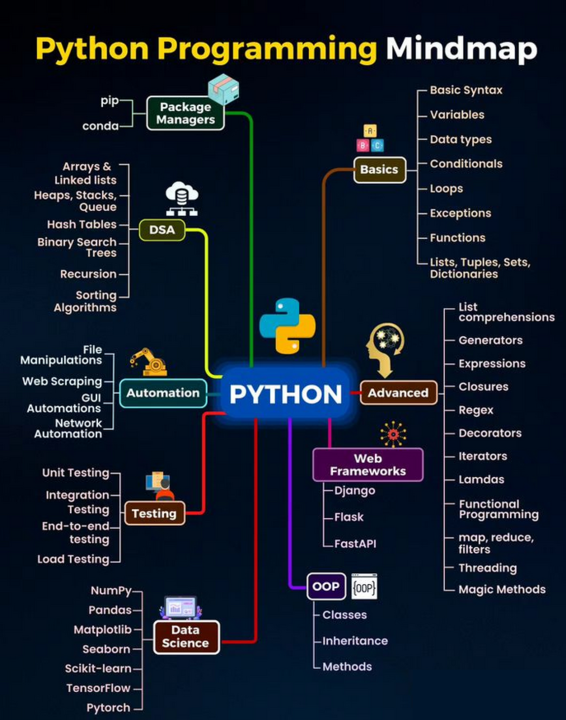 Python Programming Mindmap
pip
conda
Package
Managers
Arrays &
Linked lists
Heaps, Stacks,
Queue
Hash Tables
Binary Search
Trees
Recursion
Sorting
Algorithms
DSA
File
Manipulations
Web Scraping
GUI
Automations
Network
Automation
Automation
Unit Testing
Integration
Testing
End-to-end
testing
Load Testing
Testing
NumPy
Pandas
Matplotlib
Seaborn
Scikit-learn
TensorFlow
Pytorch
Data
Science
PYTHON
A
B C
Basics
Basic Syntax
Variables
Data types
Conditionals
Loops
Exceptions
Functions
Lists, Tuples, Sets,
Dictionaries
Advanced
List
comprehensions
Generators
Expressions
Closures
Regex
Decorators
Iterators
Lamdas
Functional
Programming
map, reduce,
filters
Threading
Magic Methods
Web
Frameworks
Django
Flask
FastAPI
OOP
{OOP}
Classes
Inheritance
Methods